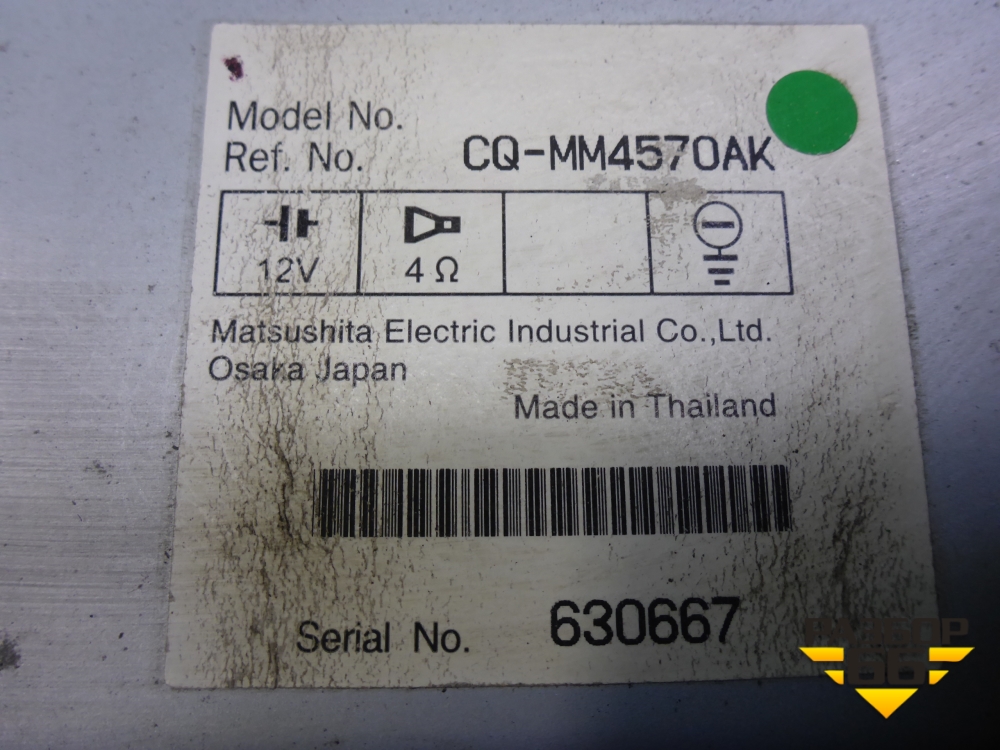 Model No.
Ref. No. CQ-MM4570AK
12V
4 Ω
Matsushita Electric Industrial Co.,Ltd.
Osaka Japan
Made in Thailand
Serial No. 630667